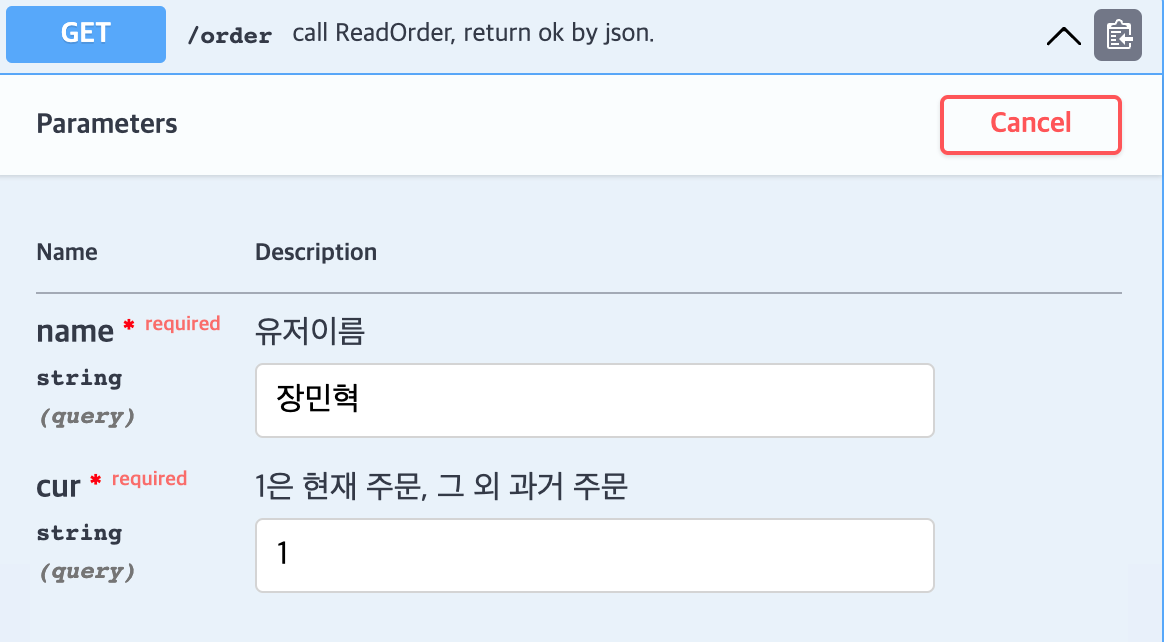 GET /order call ReadOrder, return ok by json.
Parameters
Cancel
Name Description
name * required 유저이름
string
(query)
장민혁
cur * required 1은 현재 주문, 그 외 과거 주문
string
(query)
1